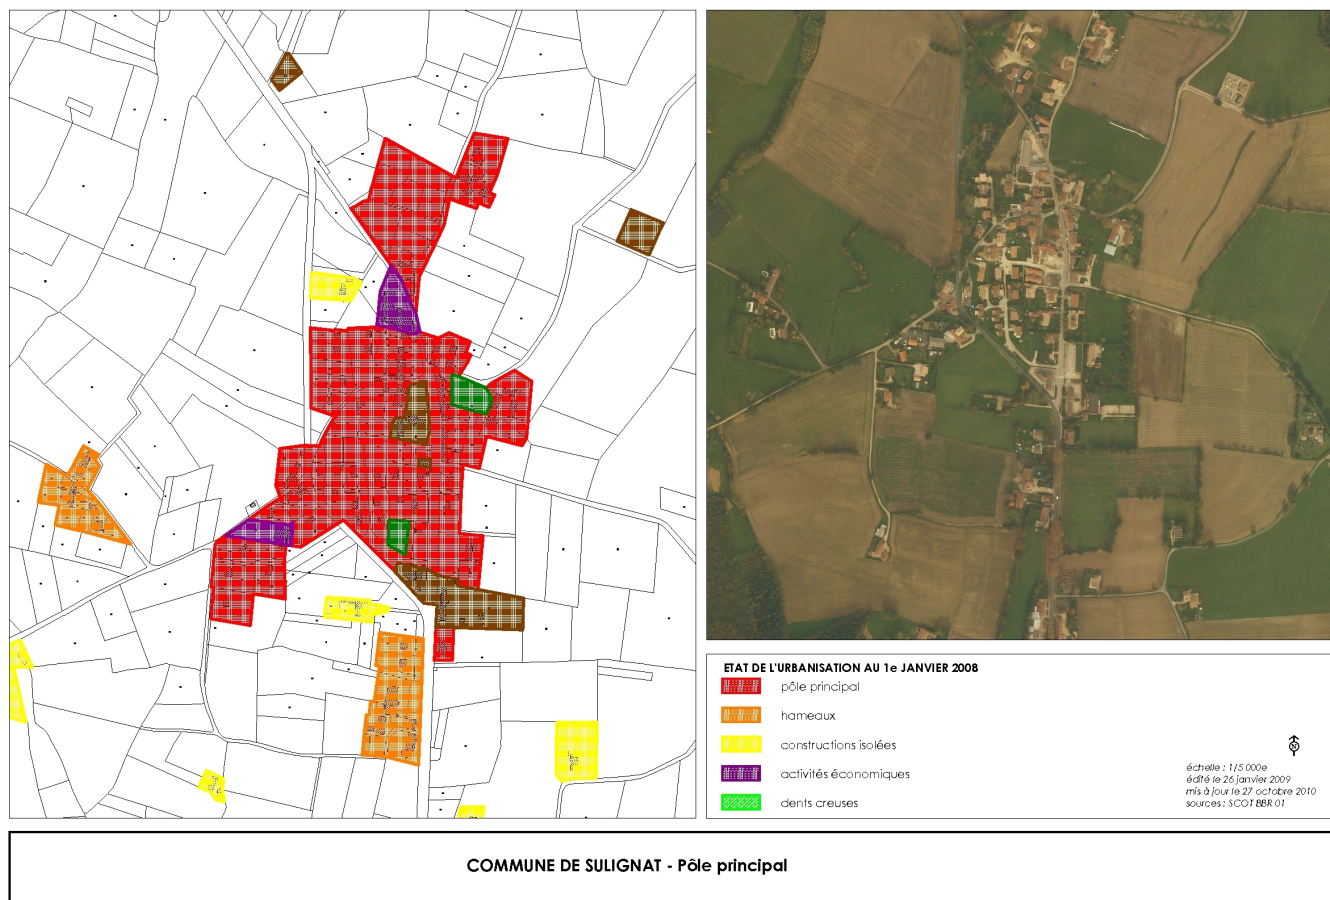 ETAT DE L'URBANISATION AU 1e JANVIER 2008
pôle principal
hameaux
constructions isolées
activités économiques
dents creuses
échelle : 1/5 000e
édité le 26 janvier 2009
mis à jour le 27 octobre 2010
sources : SCOT BBR 01
COMMUNE DE SULIGNAT - Pôle principal